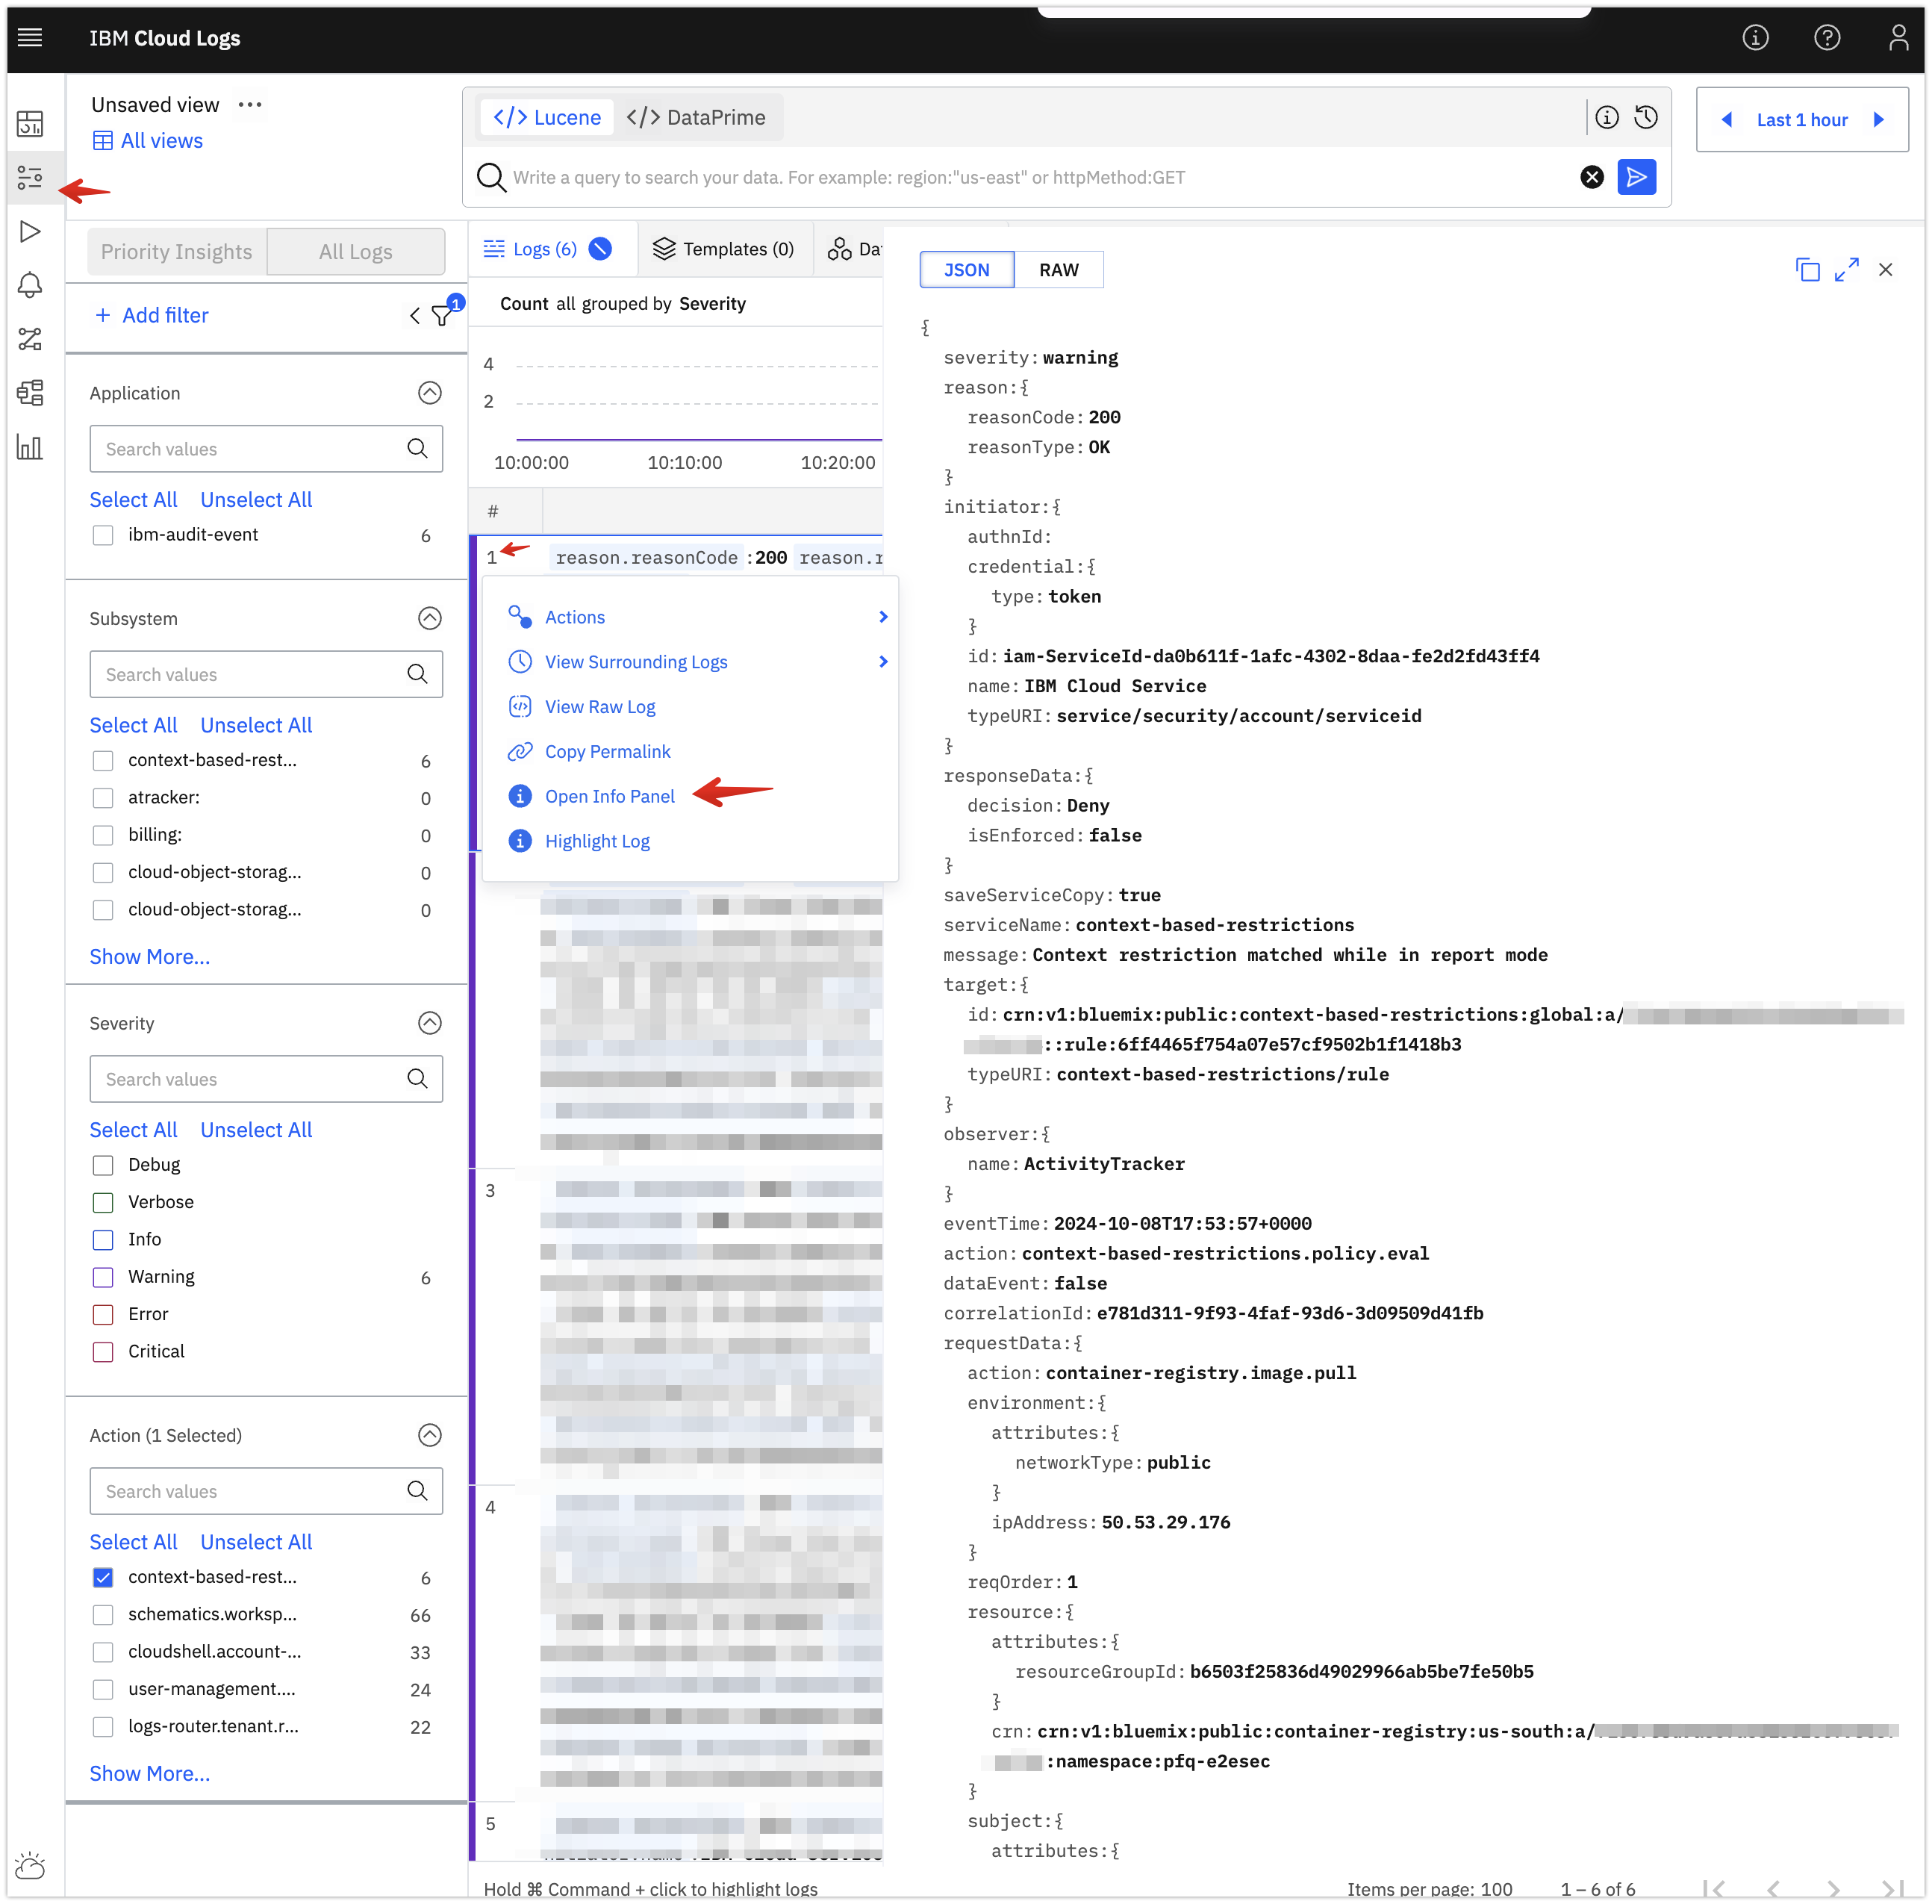 IBM Cloud Logs
Unsaved view
All views
</> Lucene </> DataPrime
Write a query to search your data. For example: region:"us-east" or httpMethod:GET
Last 1 hour
Priority Insights All Logs
+ Add filter
1
Application
Search values
Select All Unselect All
ibm-audit-event 6
Subsystem
Search values
Select All Unselect All
context-based-rest... 6
atracker: 0
billing: 0
cloud-object-storag... 0
cloud-object-storag... 0
Show More...
Severity
Search values
Select All Unselect All
Debug
Verbose
Info
Warning 6
Error
Critical
Action (1 Selected)
Search values
Select All Unselect All
context-based-rest... 6
schematics.worksp... 66
cloudshell.account-... 33
user-management.... 24
logs-router.tenant.r... 22
Show More...
Logs (6) Templates (0) Da
Count all grouped by Severity
4
2
10:00:00 10:10:00 10:20:00
#
1 reason.reasonCode :200 reason.r
Actions
View Surrounding Logs
View Raw Log
Copy Permalink
Open Info Panel
Highlight Log
3
4
5
Hold ⌘ Command + click to highlight logs
JSON RAW
{
severity: warning
reason:{
reasonCode: 200
reasonType: OK
}
initiator:{
authnId:
credential:{
type: token
}
id: iam-ServiceId-da0b611f-1afc-4302-8daa-fe2d2fd43ff4
name: IBM Cloud Service
typeURI: service/security/account/serviceid
}
responseData:{
decision: Deny
isEnforced: false
}
saveServiceCopy: true
serviceName: context-based-restrictions
message: Context restriction matched while in report mode
target:{
id: crn:v1:bluemix:public:context-based-restrictions:global:a/
::rule:6ff4465f754a07e57cf9502b1f1418b3
typeURI: context-based-restrictions/rule
}
observer:{
name: ActivityTracker
}
eventTime: 2024-10-08T17:53:57+0000
action: context-based-restrictions.policy.eval
dataEvent: false
correlationId: e781d311-9f93-4faf-93d6-3d09509d41fb
requestData:{
action: container-registry.image.pull
environment:{
attributes:{
networkType: public
}
ipAddress: 50.53.29.176
}
reqOrder: 1
resource:{
attributes:{
resourceGroupId: b6503f25836d49029966ab5be7fe50b5
}
crn: crn:v1:bluemix:public:container-registry:us-south:a/
:namespace:pfq-e2esec
}
subject:{
attributes:{
Items per page: 100 1 – 6 of 6